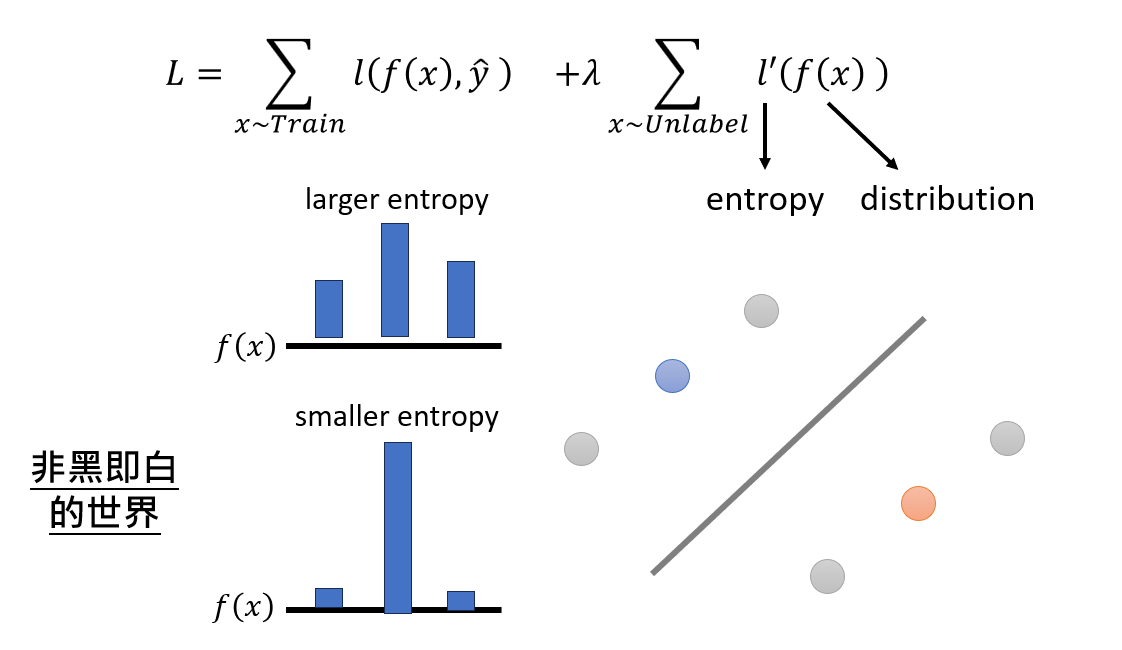 L = ∑ l(f(x), ŷ) +λ ∑ l′(f(x))
x~Train x~Unlabel
entropy distribution
larger entropy
f(x)
smaller entropy
非黑即白
的世界
f(x)